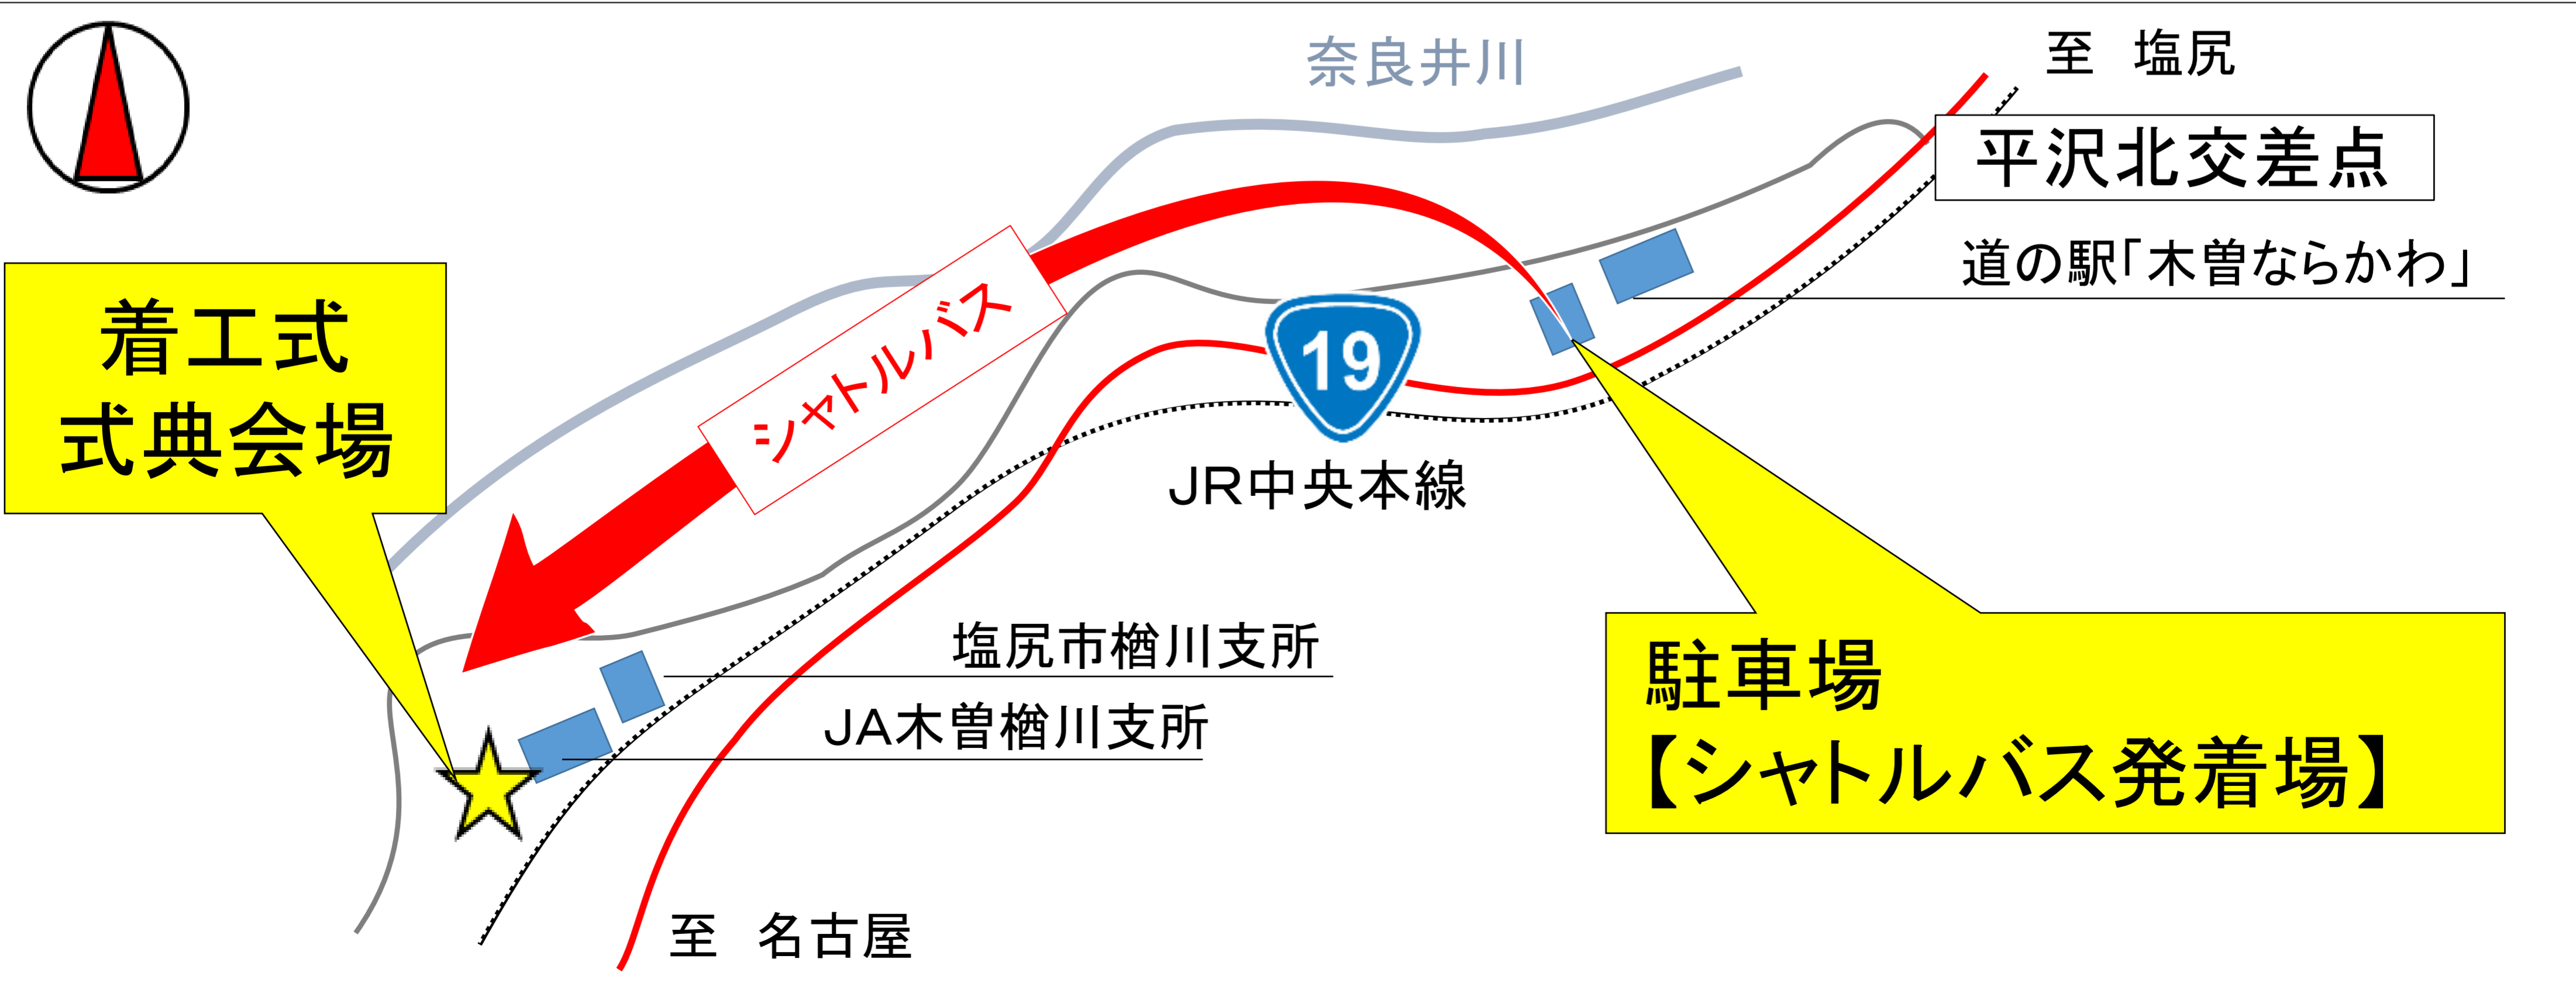 奈良井川
至　塩尻
平沢北交差点
道の駅「木曽ならかわ」
着工式
式典会場
シャトルバス
19
JR中央本線
塩尻市楢川支所
JA木曽楢川支所
駐車場
【シャトルバス発着場】
至　名古屋